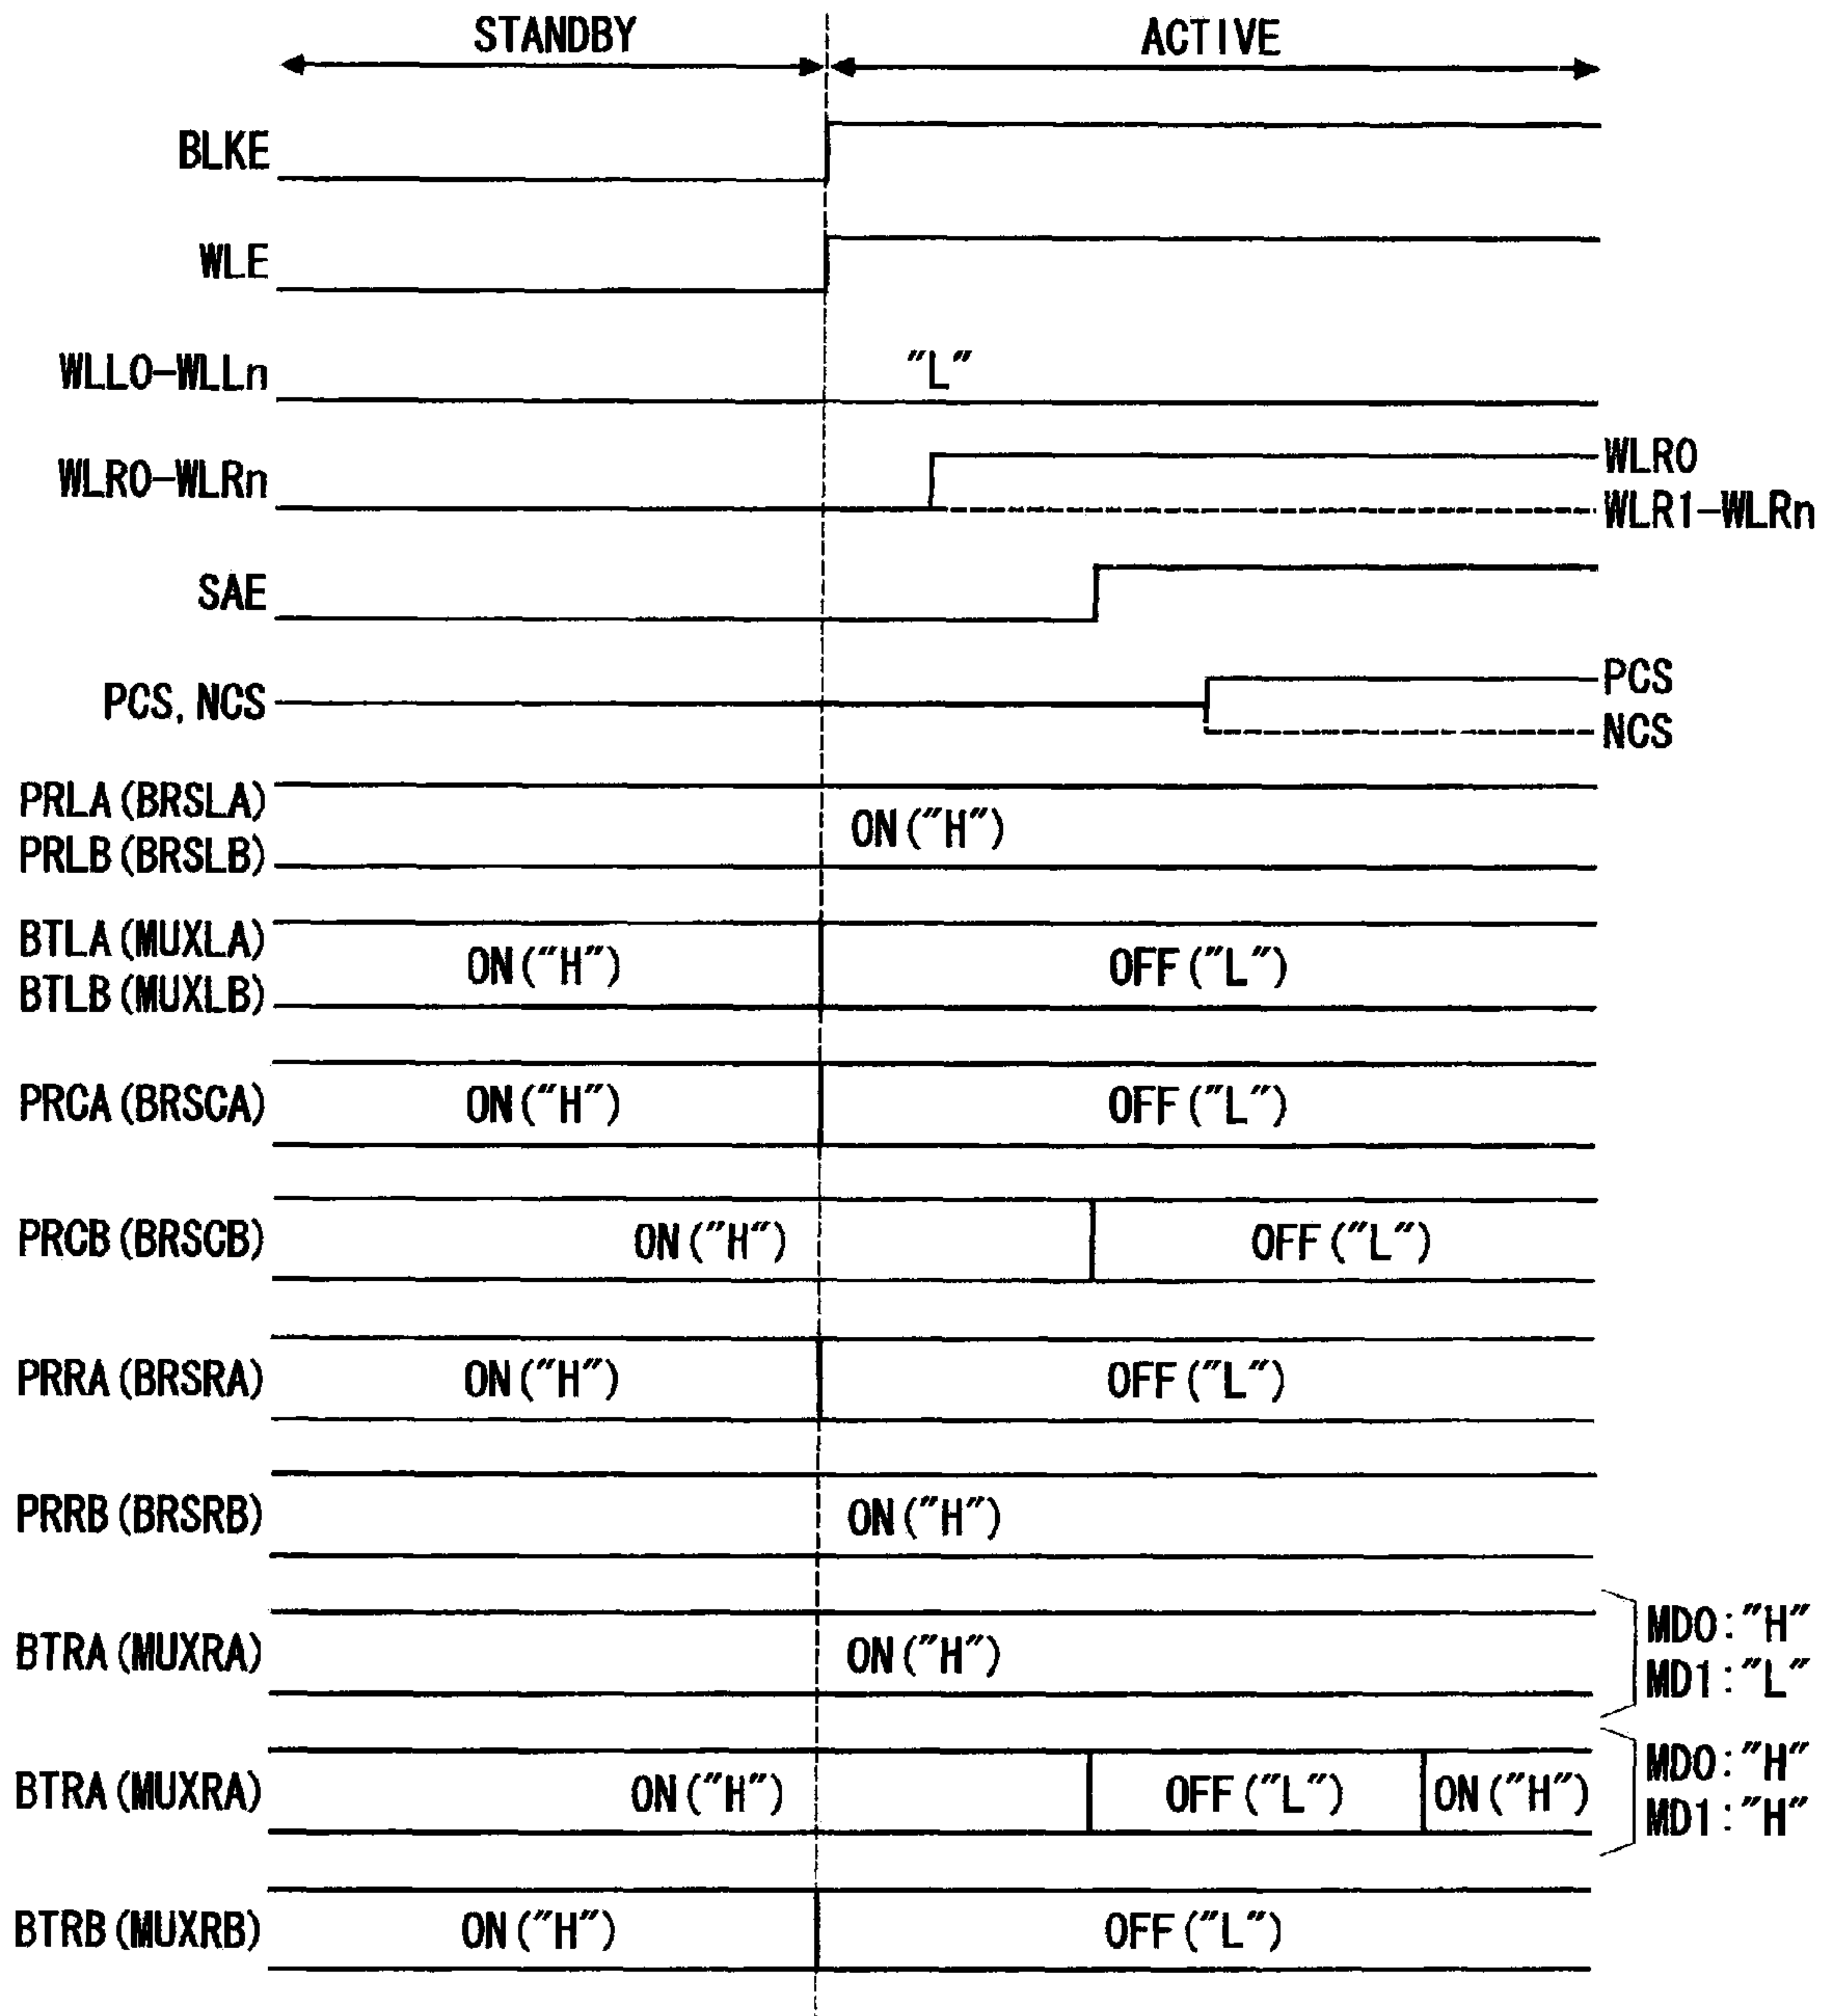 STANDBY ACTIVE
BLKE
WLE
WLL0-WLLn "L"
WLR0-WLRn WLR0
WLR1-WLRn
SAE
PCS, NCS PCS
NCS
PRLA(BRSLA)
PRLB(BRSLB) ON("H")
BTLA(MUXLA)
BTLB(MUXLB) ON("H") OFF("L")
PRCA(BRSCA) ON("H") OFF("L")
PRCB(BRSCB) ON("H") OFF("L")
PRRA(BRSRA) ON("H") OFF("L")
PRRB(BRSRB) ON("H")
BTRA(MUXRA) ON("H") MD0:"H"
MD1:"L"
BTRA(MUXRA) ON("H") OFF("L") ON("H") MD0:"H"
MD1:"H"
BTRB(MUXRB) ON("H") OFF("L")